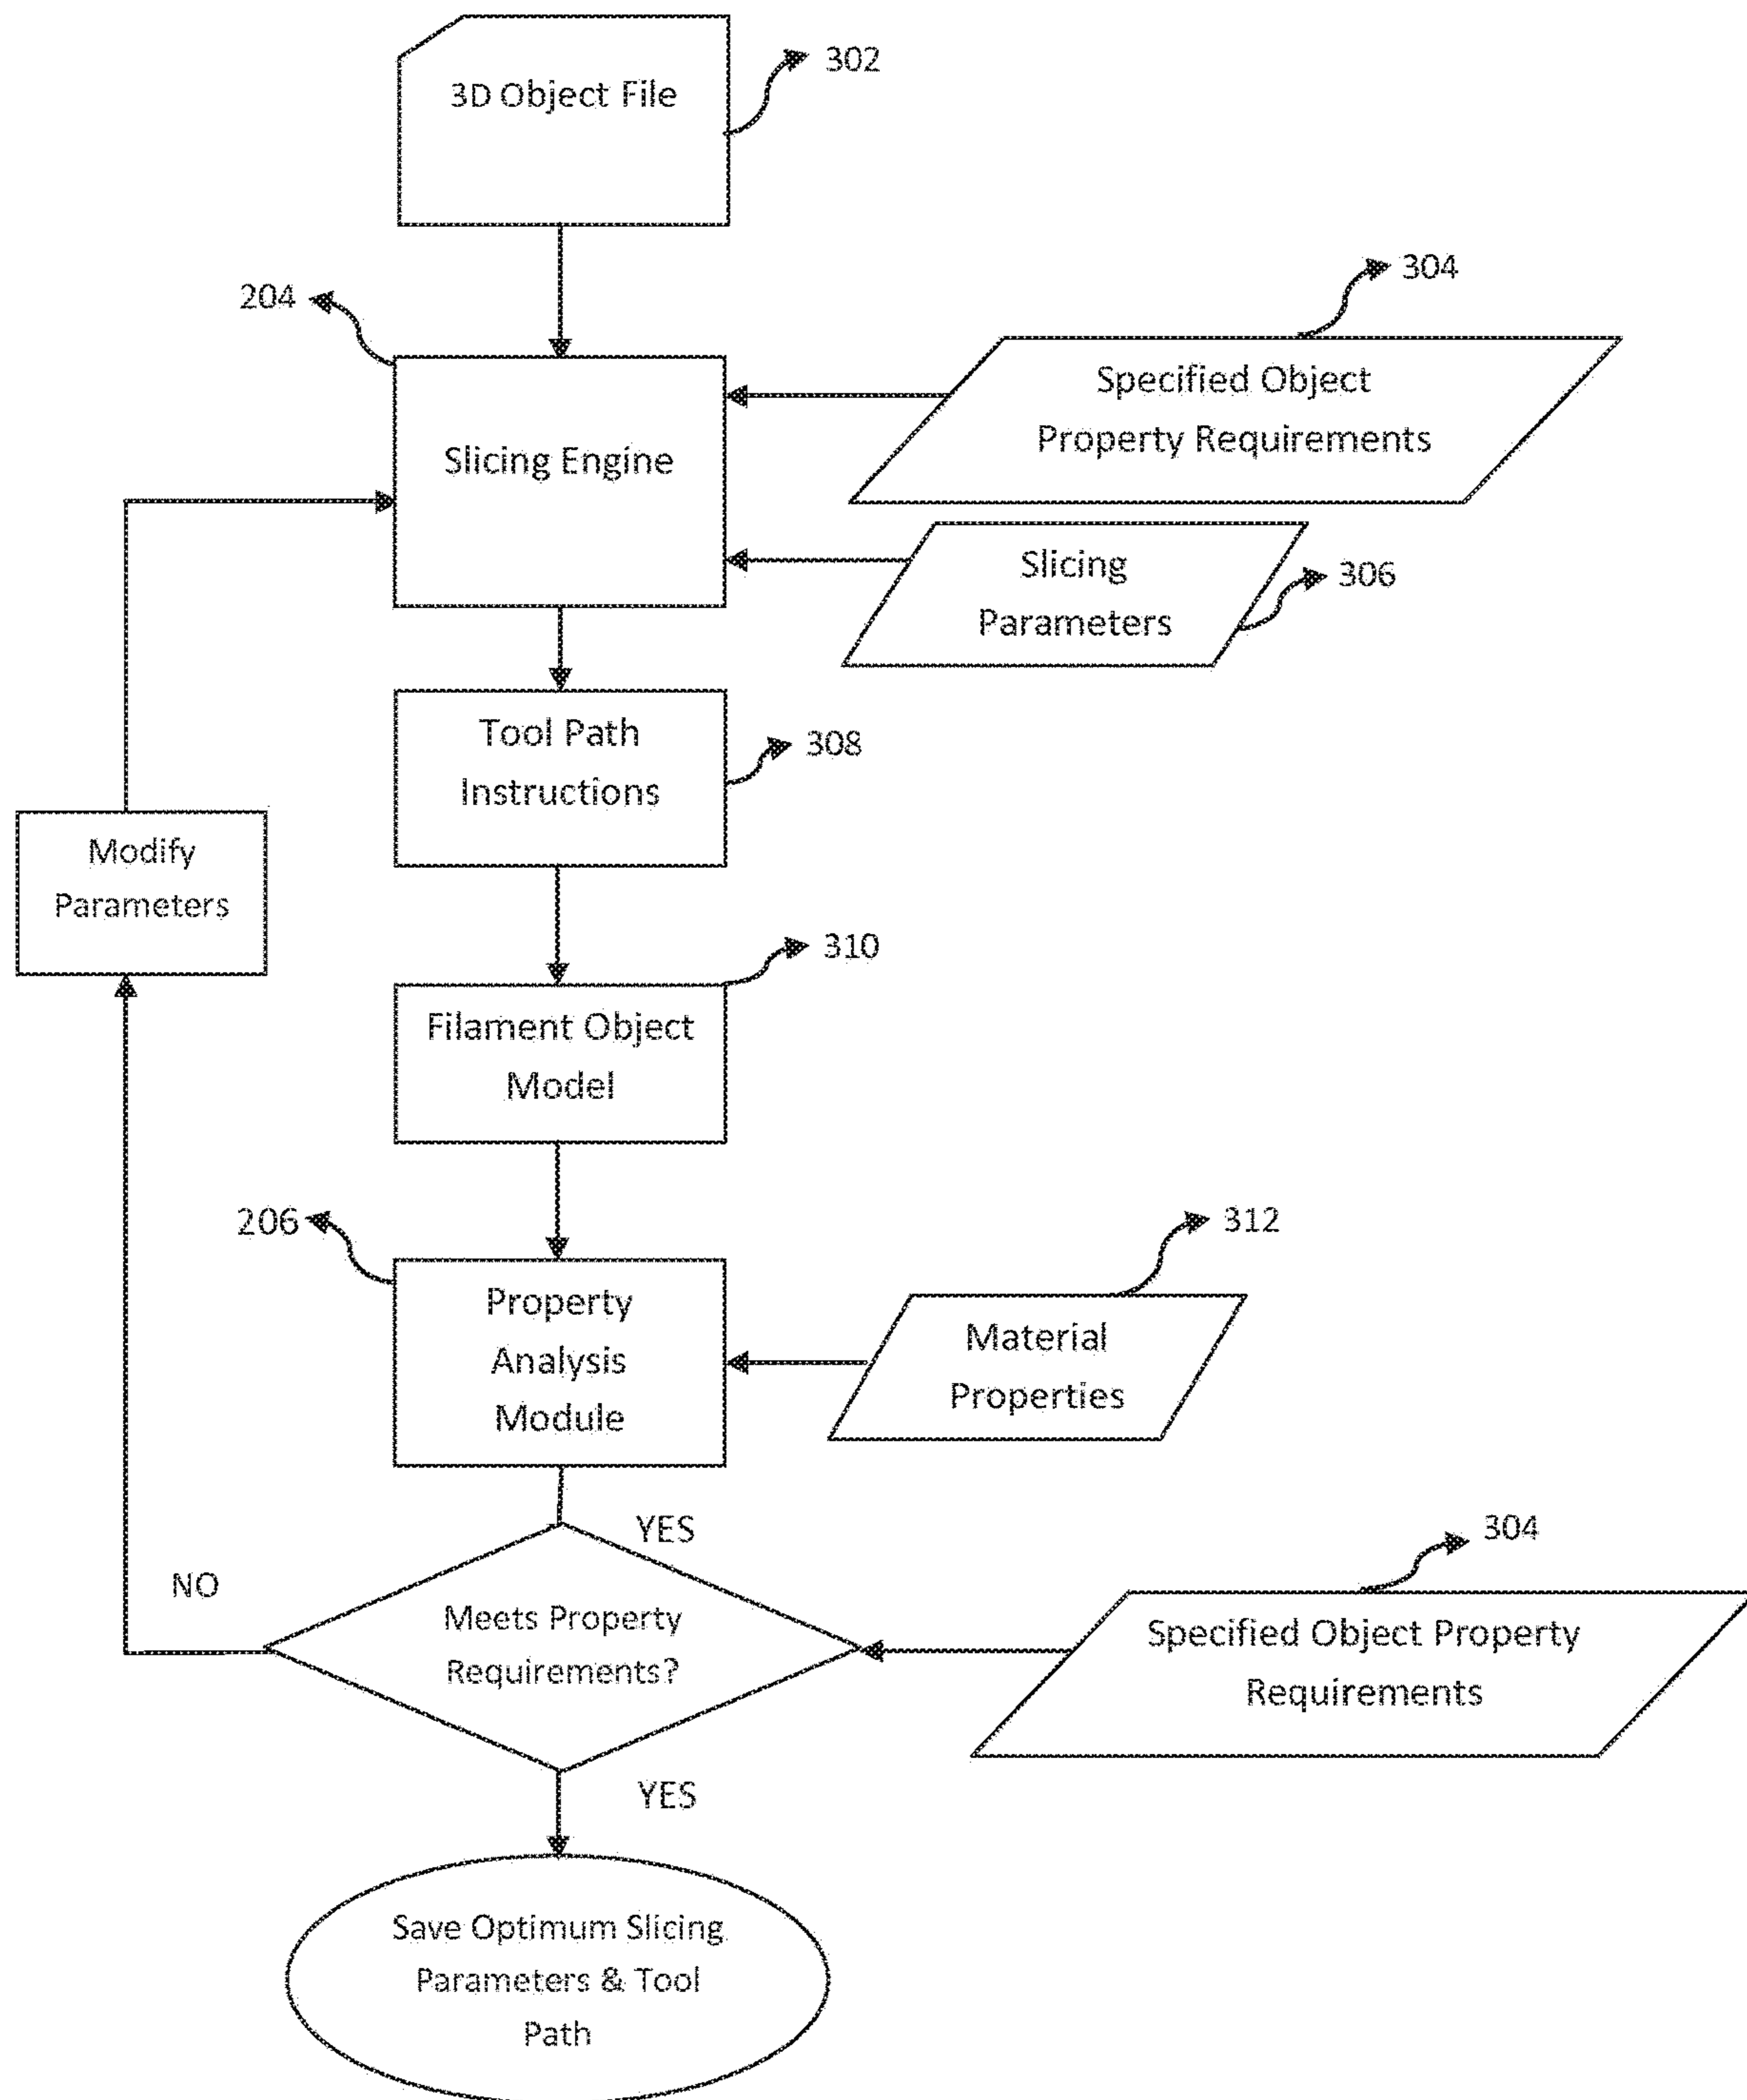 3D Object File
302
304
204
Specified Object
Property Requirements
Slicing Engine
Slicing
Parameters
306
Tool Path
Instructions
308
Modify
Parameters
310
Filament Object
Model
206
312
Property
Analysis
Module
Material
Properties
YES
304
NO
Meets Property
Requirements?
Specified Object Property
Requirements
YES
Save Optimum Slicing
Parameters & Tool
Path